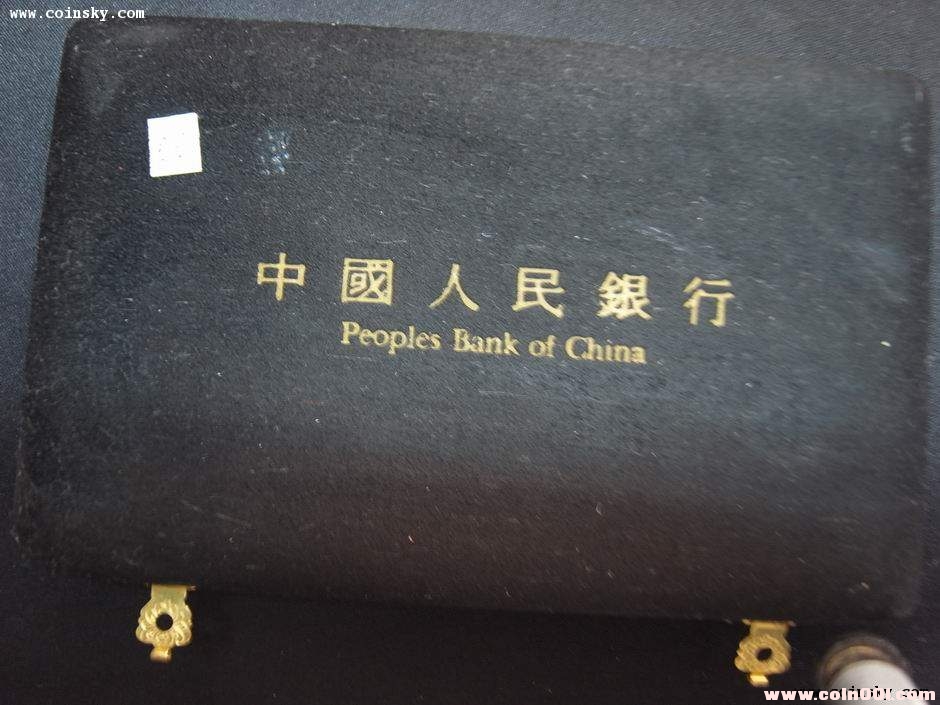 www.coinsky.com
中國人民銀行
Peoples Bank of China